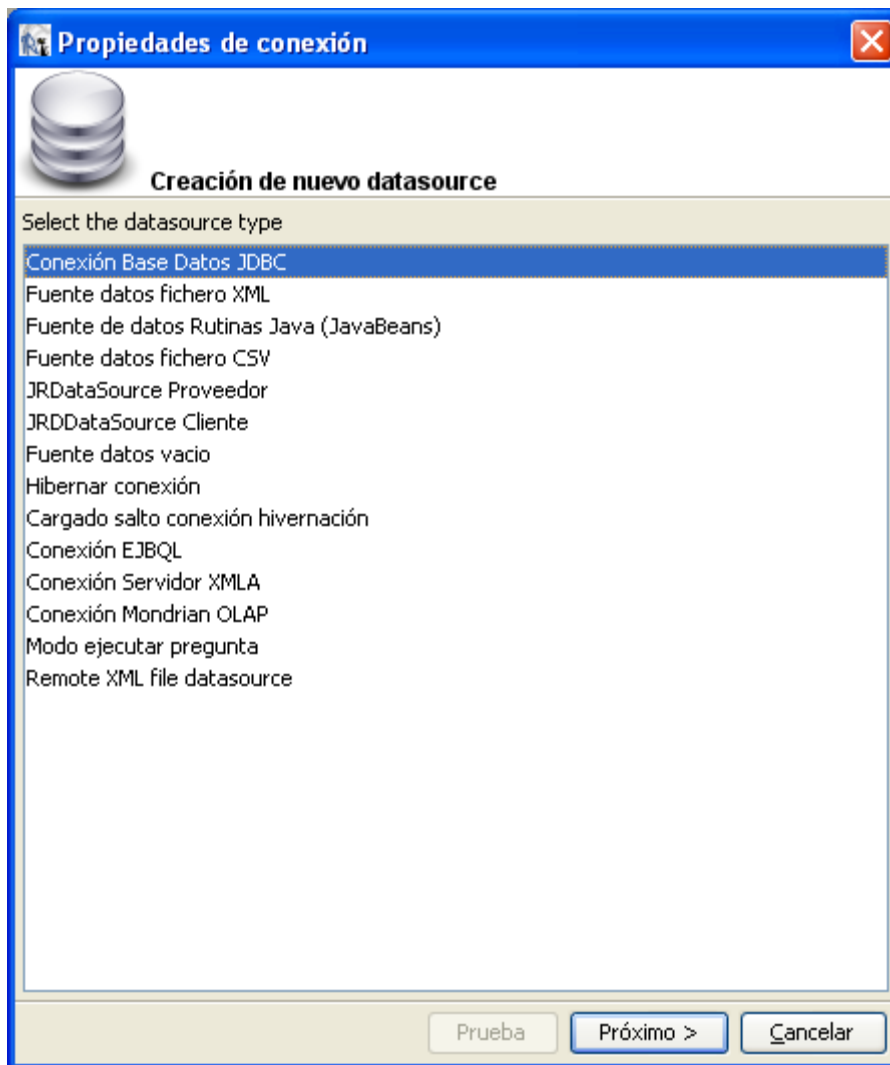 Propiedades de conexión
Creación de nuevo datasource
Select the datasource type
Conexión Base Datos JDBC
Fuente datos fichero XML
Fuente de datos Rutinas Java (JavaBeans)
Fuente datos fichero CSV
JRDataSource Proveedor
JRDDataSource Cliente
Fuente datos vacio
Hibernar conexión
Cargado salto conexión hivernación
Conexión EJBQL
Conexión Servidor XMLA
Conexión Mondrian OLAP
Modo ejecutar pregunta
Remote XML file datasource
Prueba Próximo > Cancelar